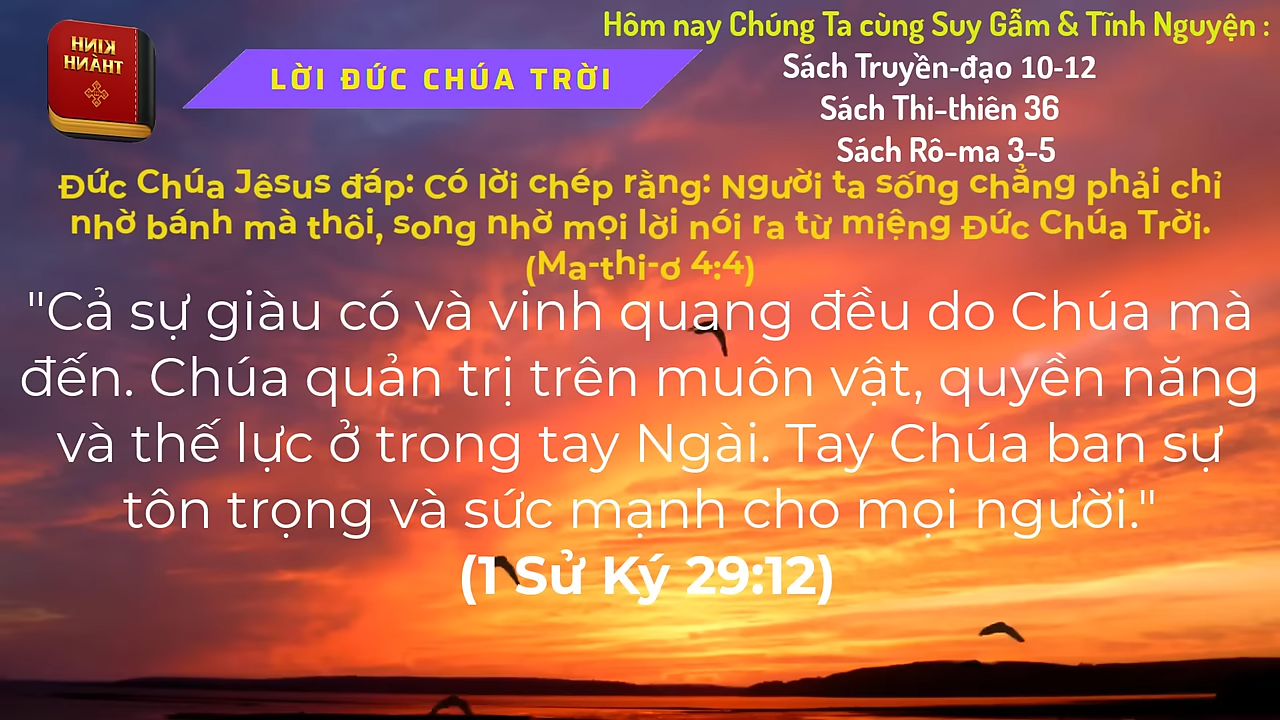 KINH
THÁNH
LỜI ĐỨC CHÚA TRỜI
Hôm nay Chúng Ta cùng Suy Gẫm & Tĩnh Nguyện :
Sách Truyền-đạo 10-12
Sách Thi-thiên 36
Sách Rô-ma 3-5
Đức Chúa Jêsus đáp: Có lời chép rằng: Người ta sống chẳng phải chỉ
nhờ bánh mà thôi, song nhờ mọi lời nói ra từ miệng Đức Chúa Trời.
(Ma-thi-ơ 4:4)
"Cả sự giàu có và vinh quang đều do Chúa mà
đến. Chúa quản trị trên muôn vật, quyền năng
và thế lực ở trong tay Ngài. Tay Chúa ban sự
tôn trọng và sức mạnh cho mọi người."
(1 Sử Ký 29:12)